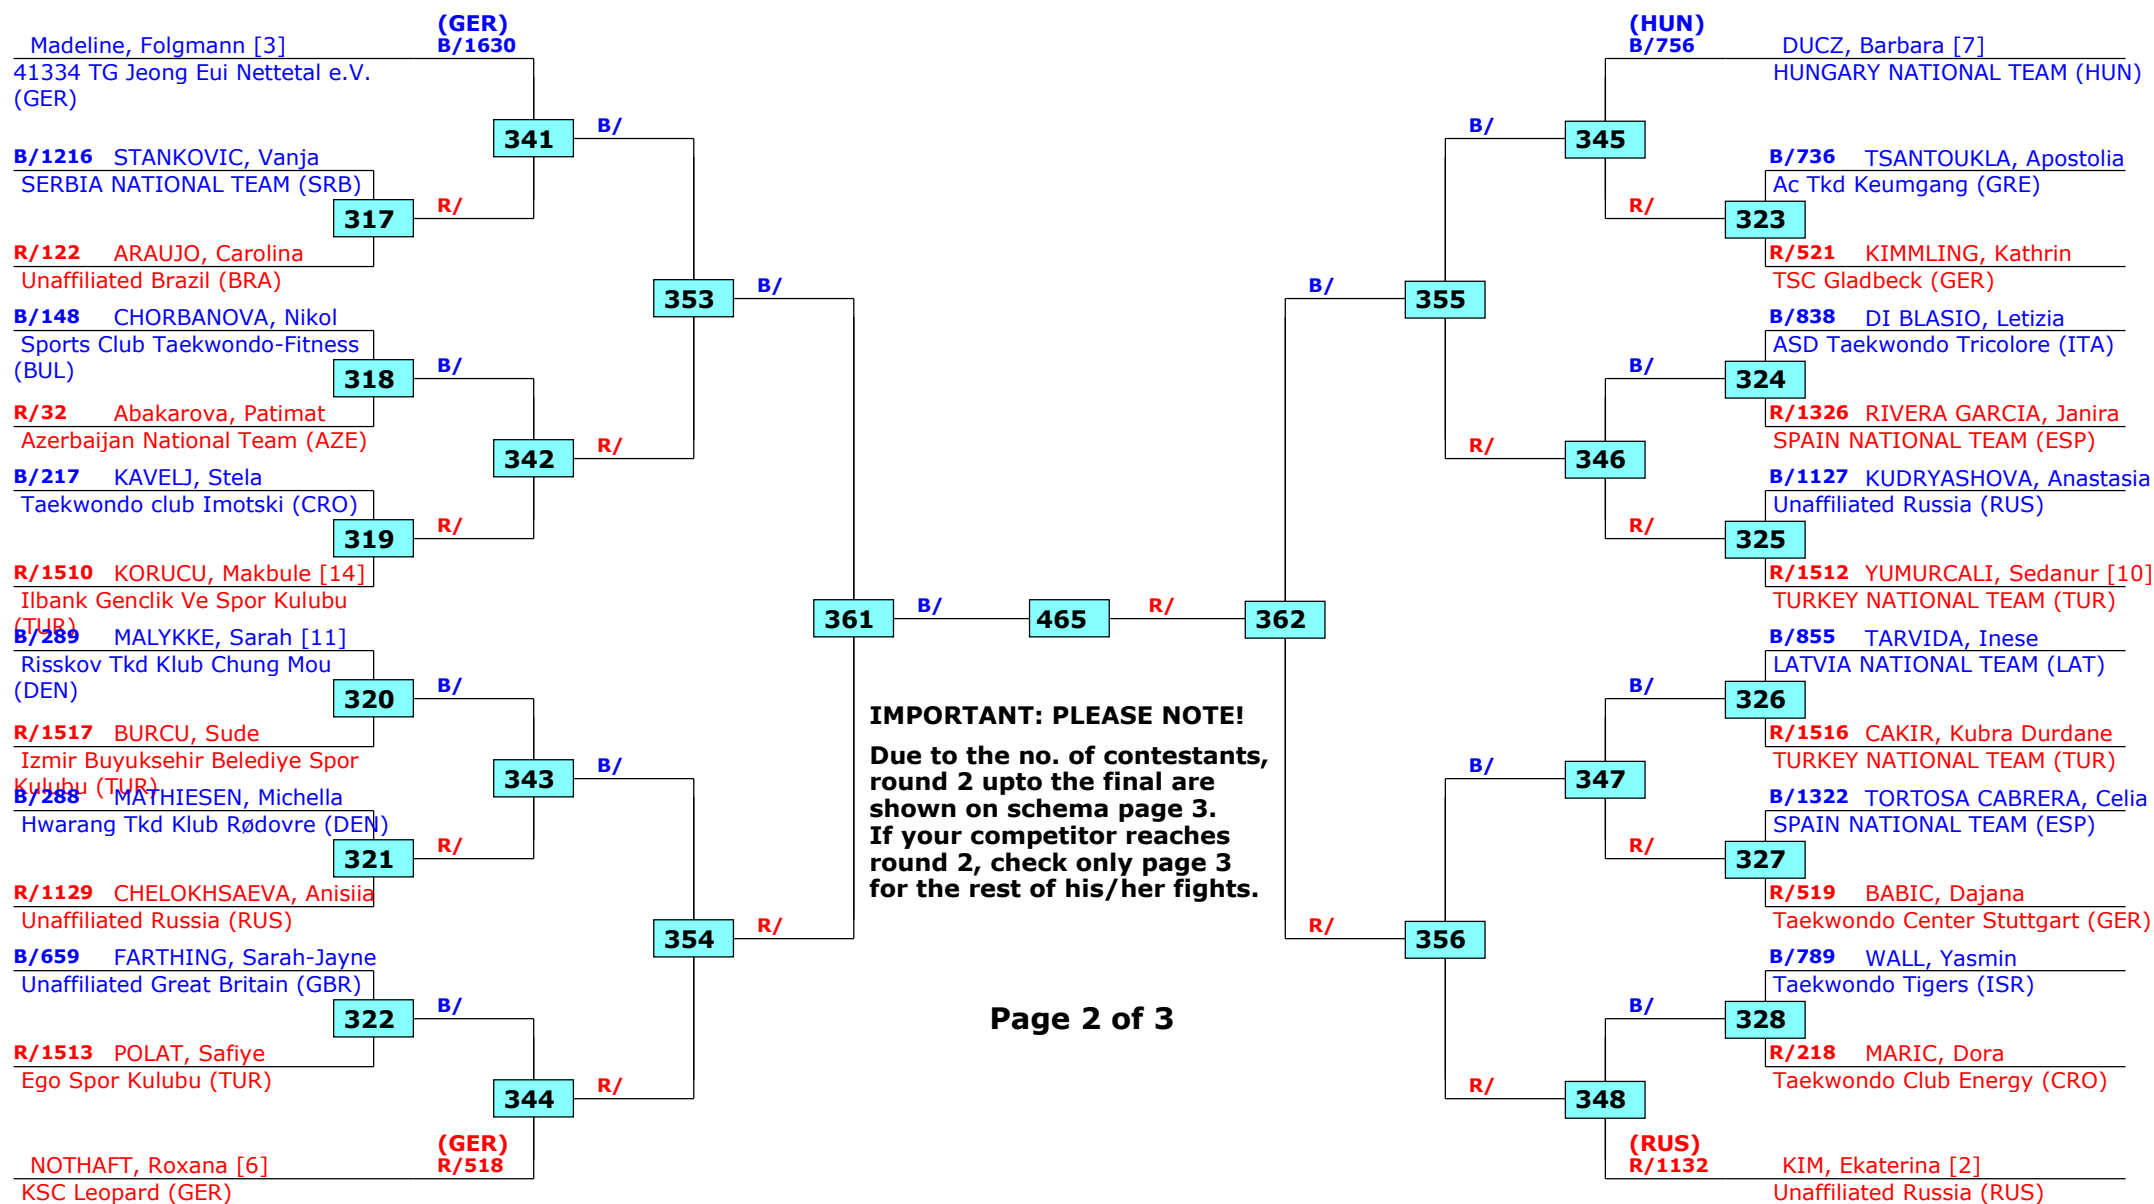 (GER)
Madeline, Folgmann [3] B/1630
41334 TG Jeong Eui Nettetal e.V.
(GER)
341
B/
B/1216 STANKOVIC, Vanja
SERBIA NATIONAL TEAM (SRB)
317
R/
R/122 ARAUJO, Carolina
Unaffiliated Brazil (BRA)
353
B/
B/148 CHORBANOVA, Nikol
Sports Club Taekwondo-Fitness
(BUL)
318
B/
R/32 Abakarova, Patimat
Azerbaijan National Team (AZE)
342
R/
B/217 KAVELJ, Stela
Taekwondo club Imotski (CRO)
319
R/
R/1510 KORUCU, Makbule [14]
Ilbank Genclik Ve Spor Kulubu
(TUR)
361
B/
465
R/
362
B/289 MALYKKE, Sarah [11]
Risskov Tkd Klub Chung Mou
(DEN)
320
B/
R/1517 BURCU, Sude
Izmir Buyuksehir Belediye Spor
Kulubu (TUR)
343
B/
B/288 MATHIESEN, Michella
Hwarang Tkd Klub Rødovre (DEN)
321
R/
R/1129 CHELOKHSAEVA, Anisiia
Unaffiliated Russia (RUS)
354
R/
B/659 FARTHING, Sarah-Jayne
Unaffiliated Great Britain (GBR)
322
B/
R/1513 POLAT, Safiye
Ego Spor Kulubu (TUR)
344
R/
(GER)
NOTHAFT, Roxana [6] R/518
KSC Leopard (GER)
IMPORTANT: PLEASE NOTE!
Due to the no. of contestants,
round 2 upto the final are
shown on schema page 3.
If your competitor reaches
round 2, check only page 3
for the rest of his/her fights.
Page 2 of 3
(HUN)
B/756 DUCZ, Barbara [7]
HUNGARY NATIONAL TEAM (HUN)
B/
345
B/736 TSANTOUKLA, Apostolia
Ac Tkd Keumgang (GRE)
R/
323
R/521 KIMMLING, Kathrin
TSC Gladbeck (GER)
B/
355
B/838 DI BLASIO, Letizia
ASD Taekwondo Tricolore (ITA)
B/
324
R/1326 RIVERA GARCIA, Janira
SPAIN NATIONAL TEAM (ESP)
R/
346
B/1127 KUDRYASHOVA, Anastasia
Unaffiliated Russia (RUS)
R/
325
R/1512 YUMURCALI, Sedanur [10]
TURKEY NATIONAL TEAM (TUR)
B/855 TARVIDA, Inese
LATVIA NATIONAL TEAM (LAT)
B/
326
R/1516 CAKIR, Kubra Durdane
TURKEY NATIONAL TEAM (TUR)
B/
347
B/1322 TORTOSA CABRERA, Celia
SPAIN NATIONAL TEAM (ESP)
R/
327
R/519 BABIC, Dajana
Taekwondo Center Stuttgart (GER)
R/
356
B/789 WALL, Yasmin
Taekwondo Tigers (ISR)
B/
328
R/218 MARIC, Dora
Taekwondo Club Energy (CRO)
R/
348
(RUS)
R/1132 KIM, Ekaterina [2]
Unaffiliated Russia (RUS)